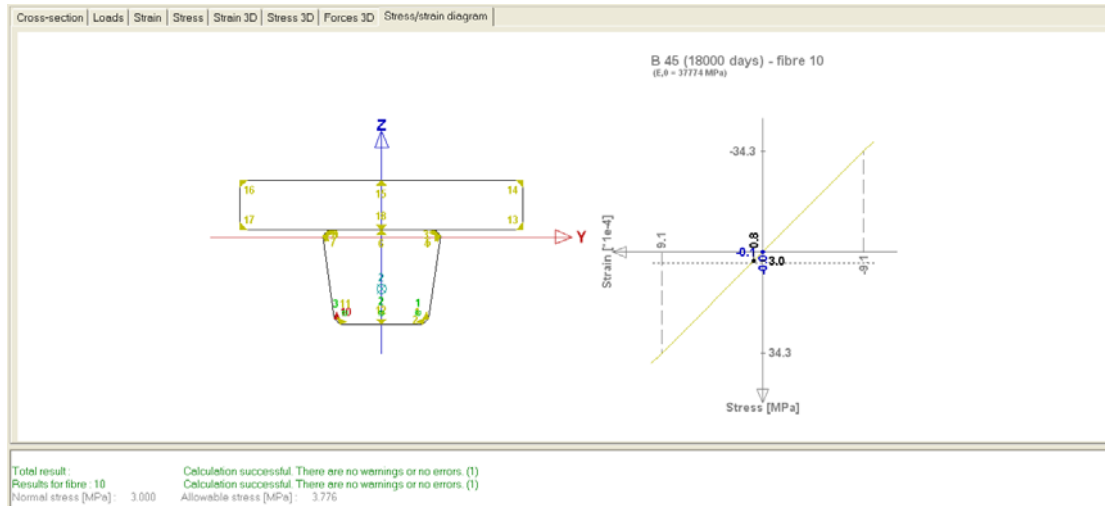 Cross-section Loads Strain Stress Strain 3D Stress 3D Forces 3D Stress/strain diagram
B 45 (18000 days) - fibre 10
(E,0 = 37774 MPa)
Z
-34.3
16 15 14
17 18 13
Y
Strain [*1e-4]
9.1
-0.1
0.8
-0.0
3.0
-9.1
7 6
2
3 11 2 1
10
34.3
Stress [MPa]
Total result : Calculation successful. There are no warnings or no errors. (1)
Results for fibre : 10 Calculation successful. There are no warnings or no errors. (1)
Normal stress [MPa] : 3.000 Allowable stress [MPa] : 3.776